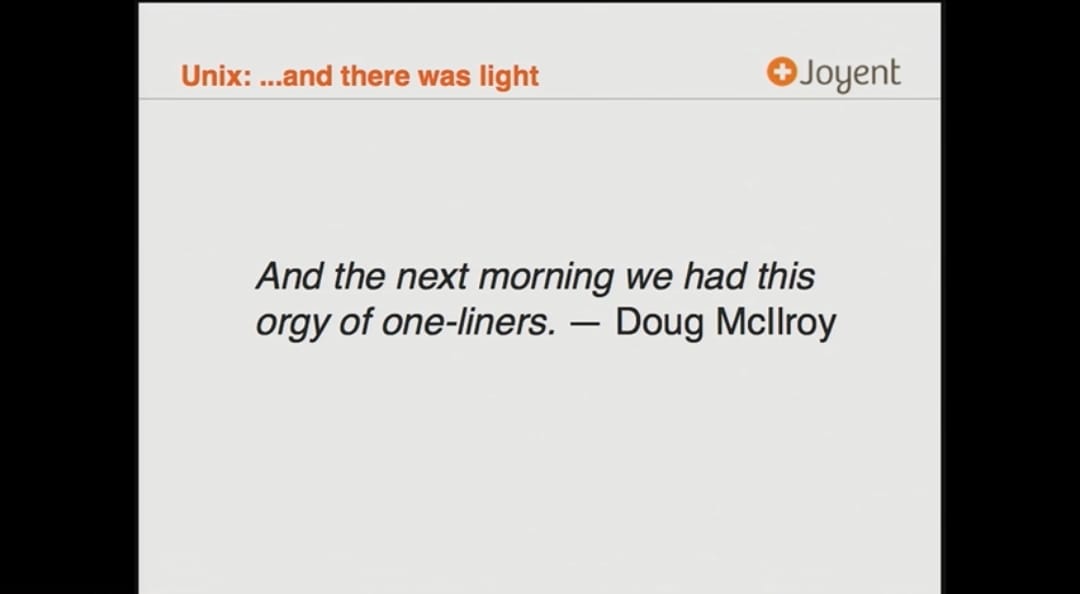 Unix: ...and there was light
Joyent
And the next morning we had this
orgy of one-liners. — Doug McIlroy